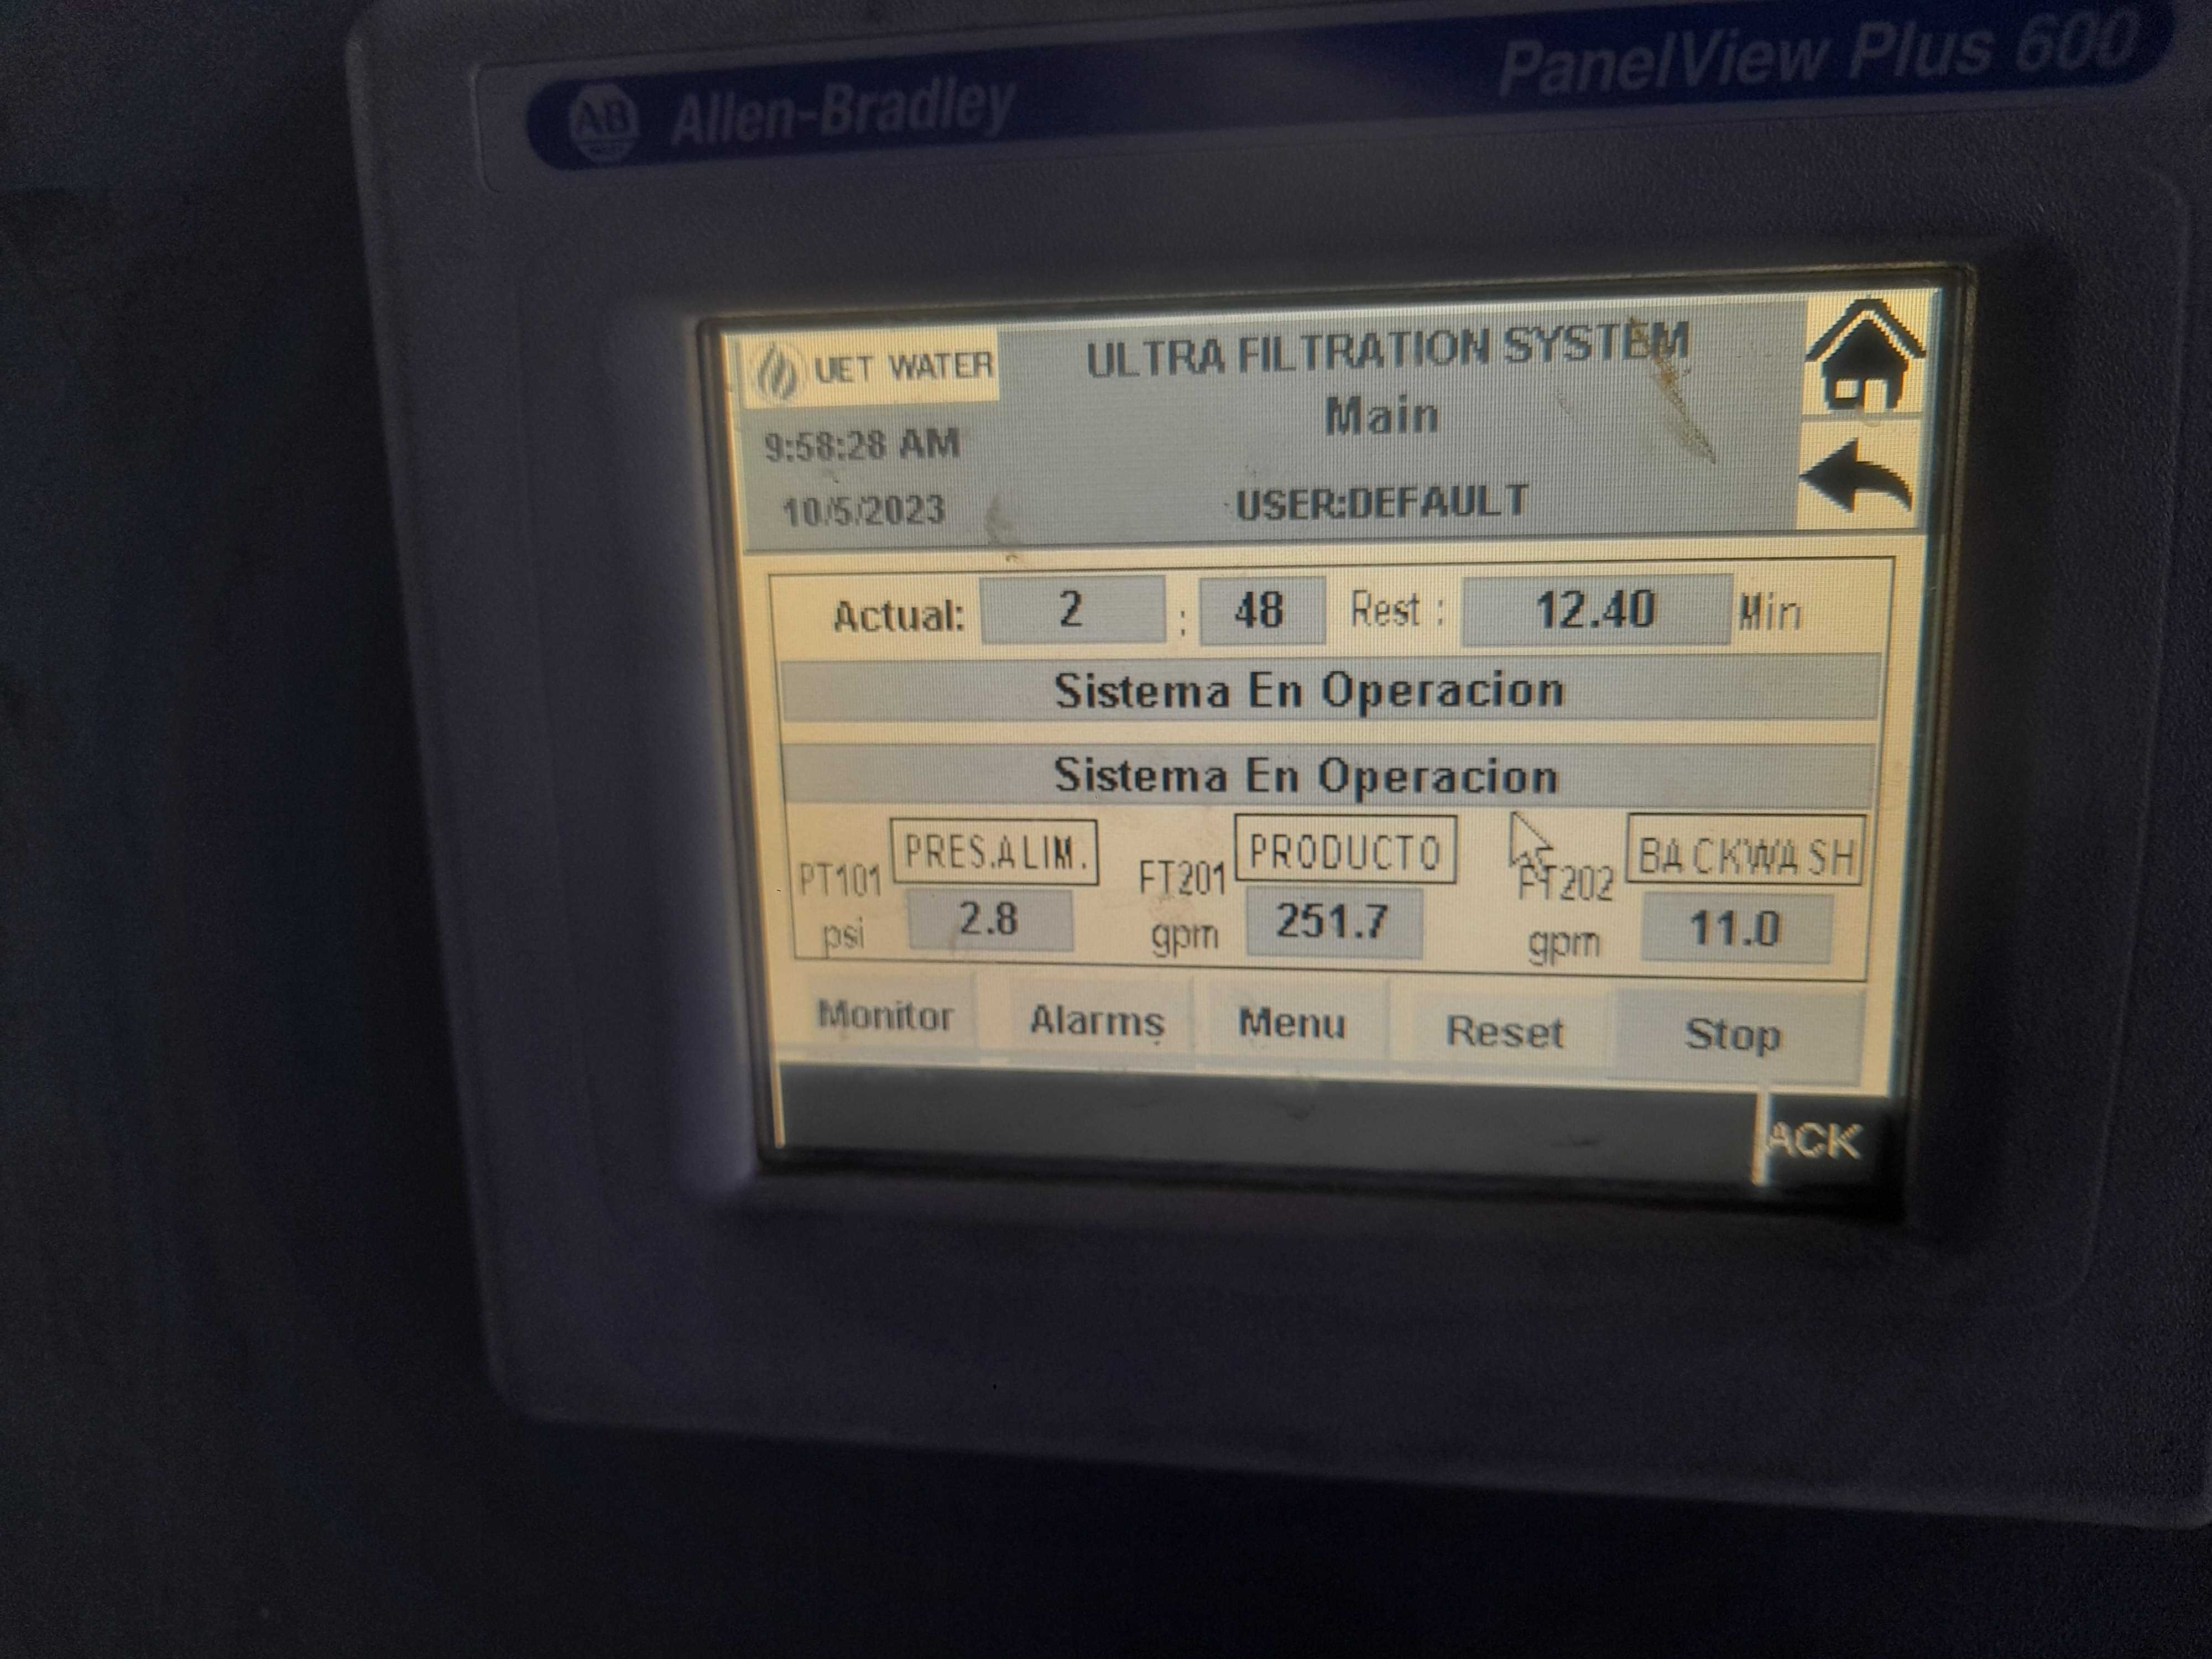 AB Allen-Bradley PanelView Plus 600
UET WATER
ULTRA FILTRATION SYSTEM
Main
9:58:28 AM
10/5/2023
USER:DEFAULT
Actual: 2 : 48 Rest : 12.40 Min
Sistema En Operacion
Sistema En Operacion
PT101 PRES.ALIM. FT201 PRODUCTO FT202 BACKWASH
psi 2.8 gpm 251.7 gpm 11.0
Monitor Alarms Menu Reset Stop
ACK